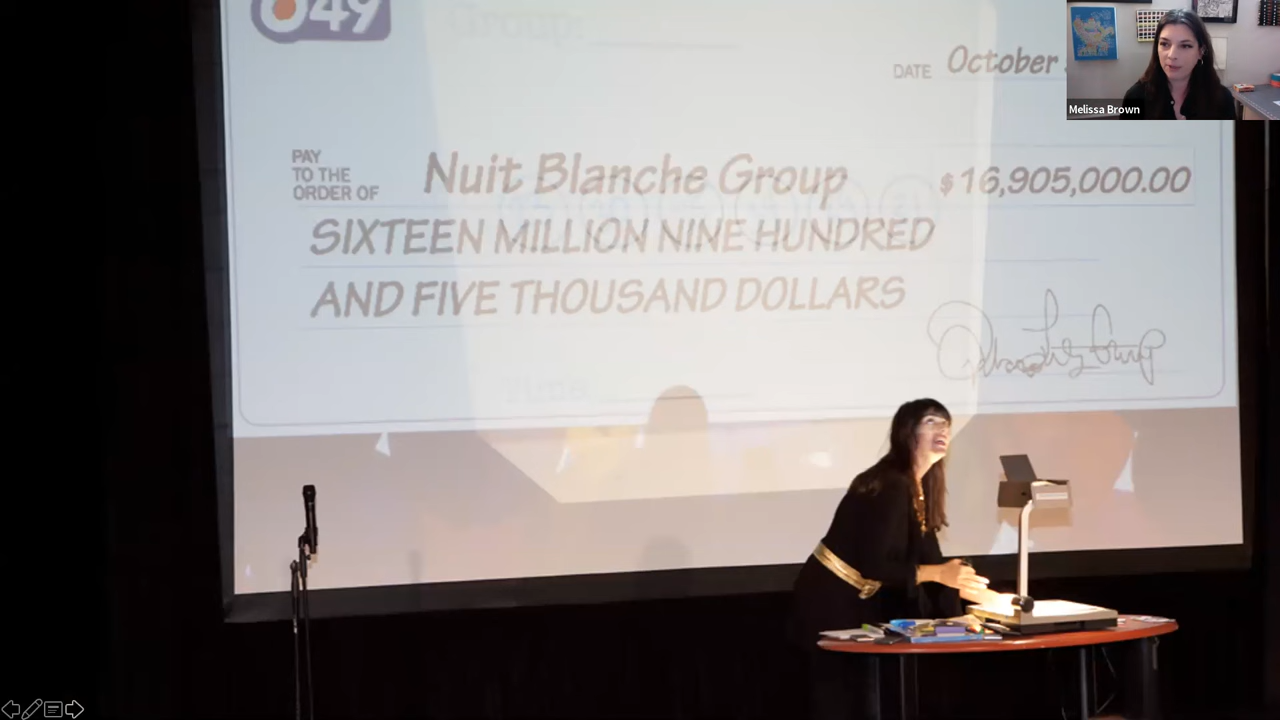 649
DATE October
Melissa Brown
PAY
TO THE
ORDER OF
Nuit Blanche Group
$16,905,000.00
SIXTEEN MILLION NINE HUNDRED
AND FIVE THOUSAND DOLLARS